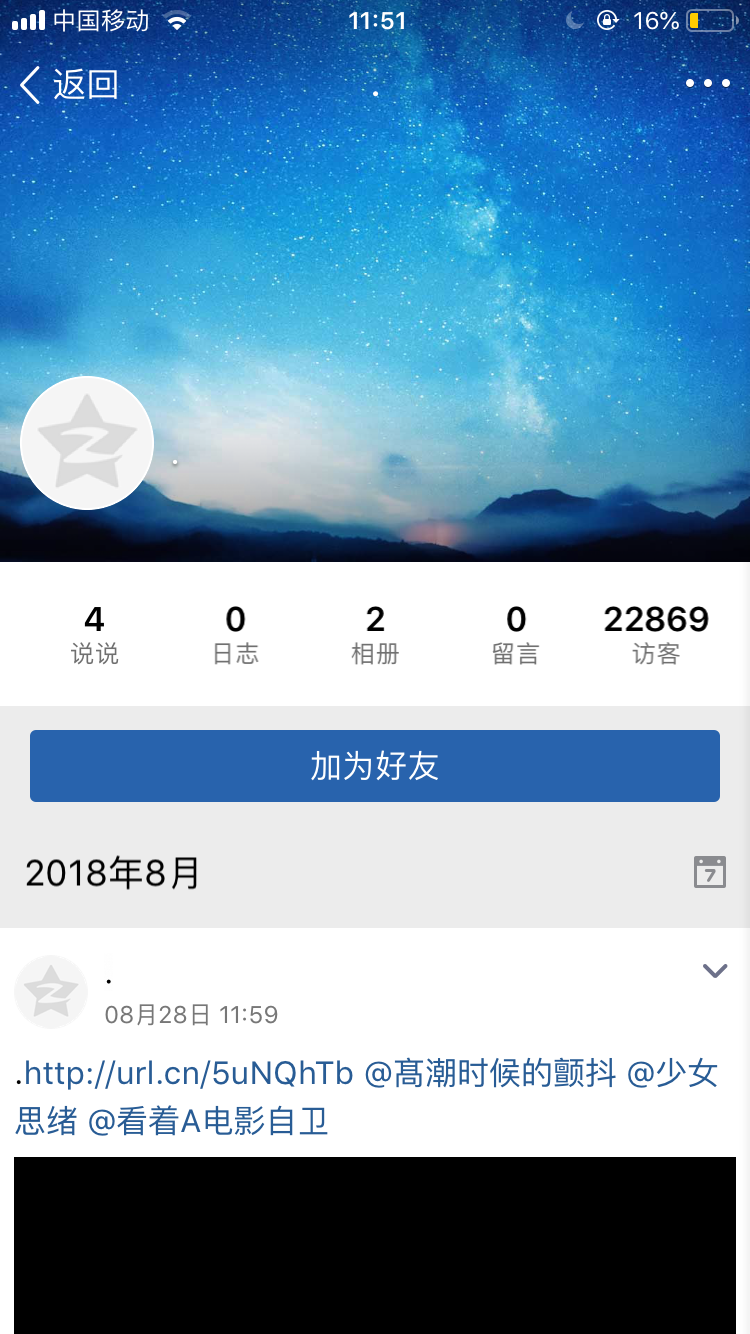 中国移动 11:51 16%
返回 .
.
4 0 2 0 22869
说说 日志 相册 留言 访客
加为好友
2018年8月 7
.
08月28日 11:59
.http://url.cn/5uNQhTb @髙潮时候的颤抖 @少女
思绪 @看着A电影自卫